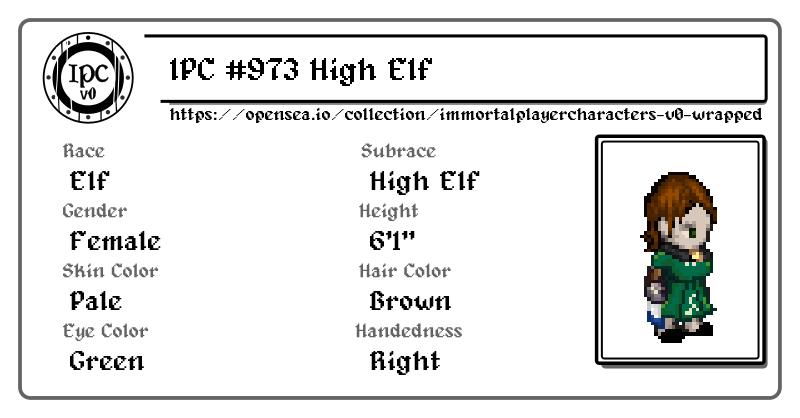 IPC
v0
IPC #973 High Elf
https://opensea.io/collection/immortalplayercharacters-v0-wrapped
Race
Elf
Subrace
High Elf
Gender
Female
Height
6'1"
Skin Color
Pale
Hair Color
Brown
Eye Color
Green
Handedness
Right